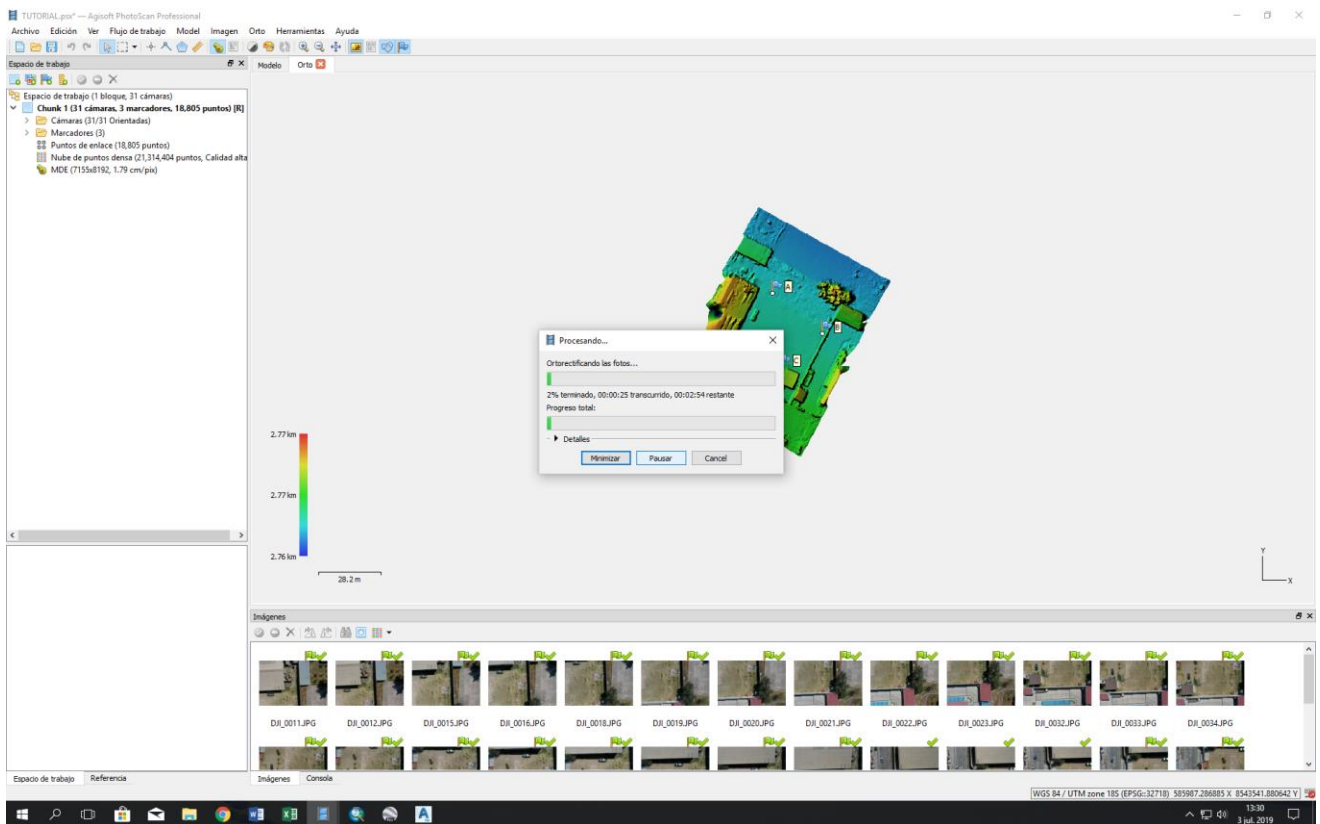 TUTORIAL.psx* — Agisoft PhotoScan Professional
Archivo Edición Ver Flujo de trabajo Model Imagen Orto Herramientas Ayuda
Espacio de trabajo
Modelo Orto
Espacio de trabajo (1 bloque, 31 cámaras)
Chunk 1 (31 cámaras, 3 marcadores, 18,805 puntos) [R]
Cámaras (31/31 Orientadas)
Marcadores (3)
Puntos de enlace (18,805 puntos)
Nube de puntos densa (21,314,404 puntos, Calidad alta
MDE (7155x8192, 1.79 cm/pix)
A
B
C
Procesando...
Ortorectificando las fotos...
2% terminado, 00:00:25 transcurrido, 00:02:54 restante
Progreso total:
Detalles
Minimizar Pausar Cancel
2.77 km
2.77 km
2.76 km
28.2 m
Y
X
Imágenes
DJI_0011.JPG DJI_0012.JPG DJI_0015.JPG DJI_0016.JPG DJI_0018.JPG DJI_0019.JPG DJI_0020.JPG DJI_0021.JPG DJI_0022.JPG DJI_0023.JPG DJI_0032.JPG DJI_0033.JPG DJI_0034.JPG
Espacio de trabajo Referencia
Imágenes Consola
WGS 84 / UTM zone 18S (EPSG::32718) 585987.286885 X 8543541.880642 Y
13:30
3 jul. 2019